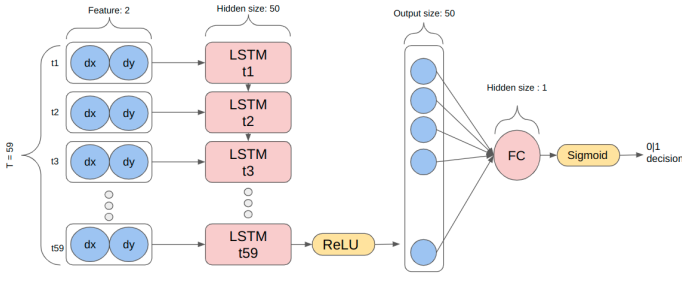 Feature: 2
Hidden size: 50
Output size: 50
Hidden size : 1
T = 59
t1
dx
dy
LSTM
t1
t2
dx
dy
LSTM
t2
t3
dx
dy
LSTM
t3
t59
dx
dy
LSTM
t59
ReLU
FC
Sigmoid
0|1
decision